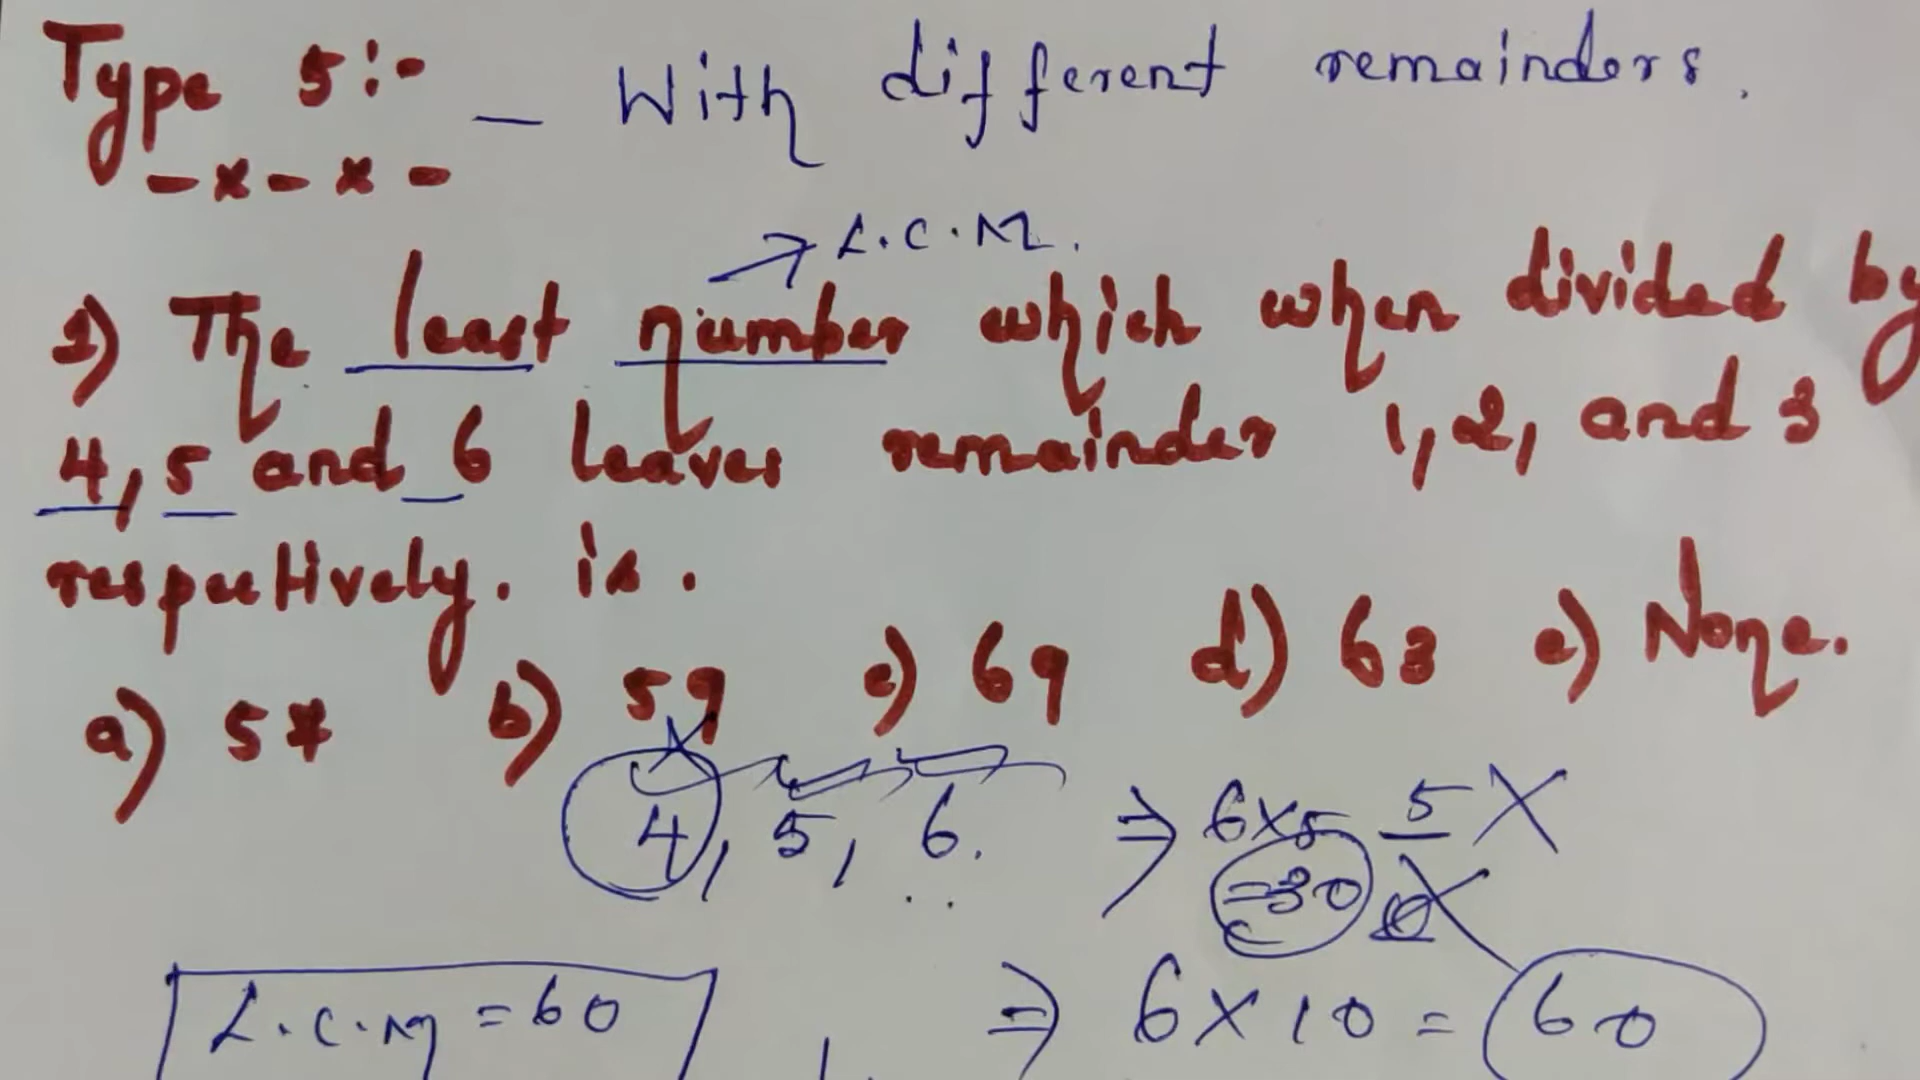 Type 5:- — With different remainders.
-x-x-
→ L.C.M.
1) The least number which when divided by
4, 5 and 6 leaves remainder 1, 2, and 3
respectively. is.
a) 57 b) 59 c) 69 d) 63 e) None.
4, 5, 6. ⇒ 6x5 5 X
=30
L.C.M = 60 ⇒ 6 X 10 = 60